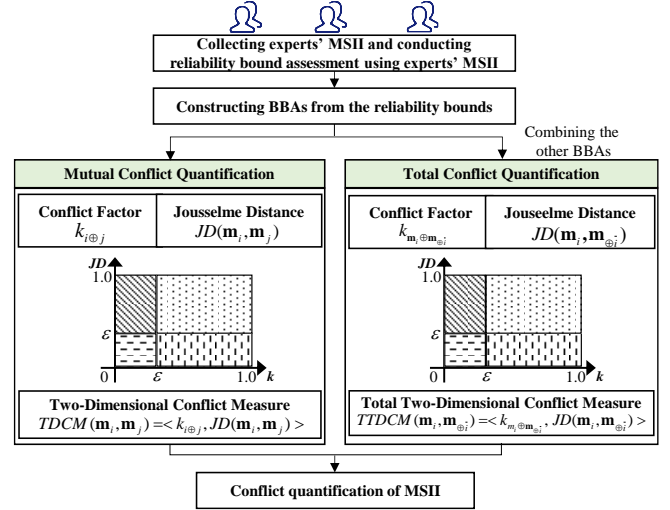 Collecting experts' MSII and conducting
reliability bound assessment using experts' MSII
Constructing BBAs from the reliability bounds
Combining the
other BBAs
Mutual Conflict Quantification
Conflict Factor
k_{i⊕j}
Jousselme Distance
JD(m_i,m_j)
JD
1.0
ε
0
ε
1.0
k
Two-Dimensional Conflict Measure
TDCM(m_i,m_j)=<k_{i⊕j},JD(m_i,m_j)>
Total Conflict Quantification
Conflict Factor
k_{m_i⊕m_{⊕ī}}
Jouseelme Distance
JD(m_i,m_{⊕ī})
JD
1.0
ε
0
ε
1.0
k
Total Two-Dimensional Conflict Measure
TTDCM(m_i,m_{⊕ī})=<k_{m_i⊕m_{⊕ī}},JD(m_i,m_{⊕ī})>
Conflict quantification of MSII